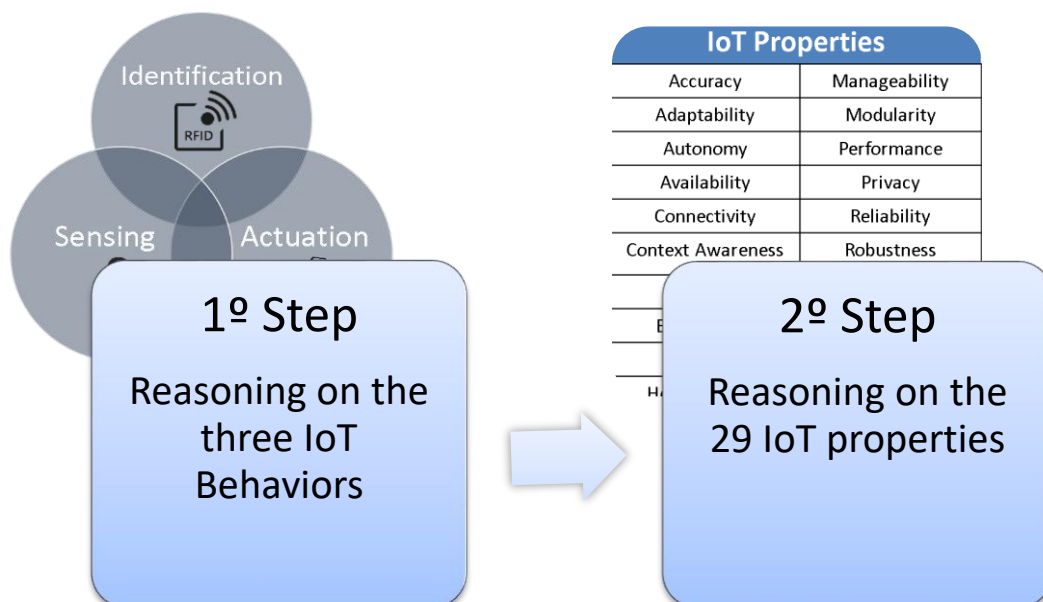 Identification
RFID
Sensing
Actuation
1º Step
Reasoning on the
three IoT
Behaviors
IoT Properties
Accuracy Manageability
Adaptability Modularity
Autonomy Performance
Availability Privacy
Connectivity Reliability
Context Awareness Robustness
2º Step
Reasoning on the
29 IoT properties